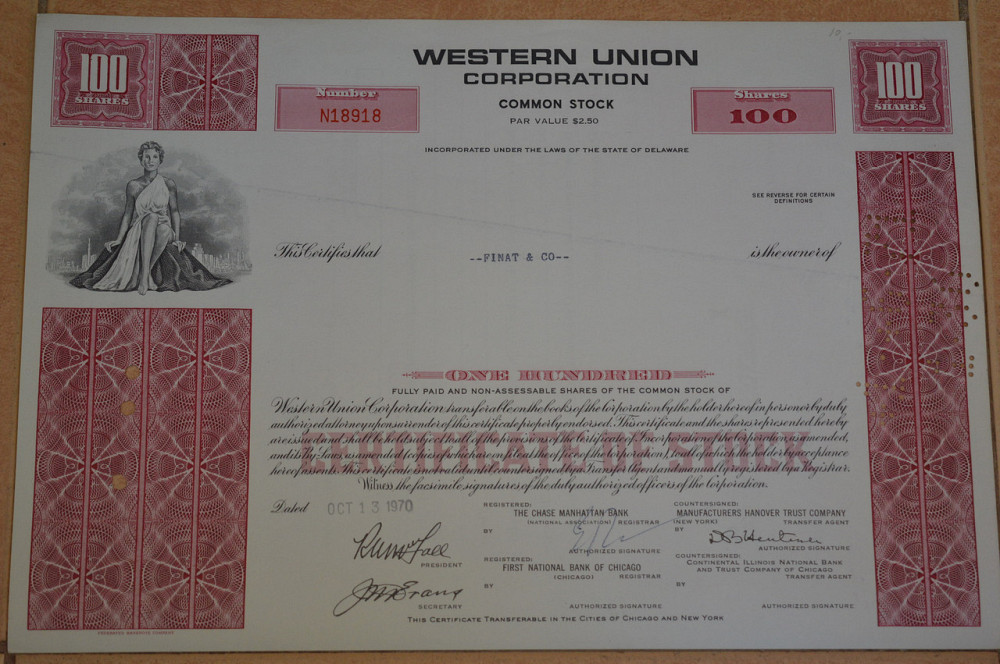 10,-
WESTERN UNION
CORPORATION
COMMON STOCK
PAR VALUE $2.50
100
SHARES
Number
N18918
Shares
100
100
SHARES
INCORPORATED UNDER THE LAWS OF THE STATE OF DELAWARE
SEE REVERSE FOR CERTAIN
DEFINITIONS
This Certifies that
--FINAT & CO--
is the owner of
ONE HUNDRED
FULLY PAID AND NON-ASSESSABLE SHARES OF THE COMMON STOCK OF
Western Union Corporation transferable on the books of the Corporation by the holder hereof in person or by duly
authorized attorney upon surrender of this certificate properly endorsed. This certificate and the shares represented hereby
are issued and shall be held subject to all of the provisions of the Certificate of Incorporation of the Corporation, as amended,
and its By-laws, as amended (copies of which are on file at the office of the Corporation), to all of which the holder by acceptance
hereof assents. This certificate is not valid until countersigned by a Transfer Agent and manually registered by a Registrar.
Witness the facsimile signatures of the duly authorized officers of the Corporation.
Dated
OCT 13 1970
PRESIDENT
SECRETARY
REGISTERED:
THE CHASE MANHATTAN BANK
(NATIONAL ASSOCIATION) REGISTRAR
BY
AUTHORIZED SIGNATURE
REGISTERED:
FIRST NATIONAL BANK OF CHICAGO
(CHICAGO) REGISTRAR
BY
AUTHORIZED SIGNATURE
COUNTERSIGNED:
MANUFACTURERS HANOVER TRUST COMPANY
(NEW YORK) TRANSFER AGENT
BY
AUTHORIZED SIGNATURE
COUNTERSIGNED:
CONTINENTAL ILLINOIS NATIONAL BANK
AND TRUST COMPANY OF CHICAGO
TRANSFER AGENT
BY
AUTHORIZED SIGNATURE
THIS CERTIFICATE TRANSFERABLE IN THE CITIES OF CHICAGO AND NEW YORK